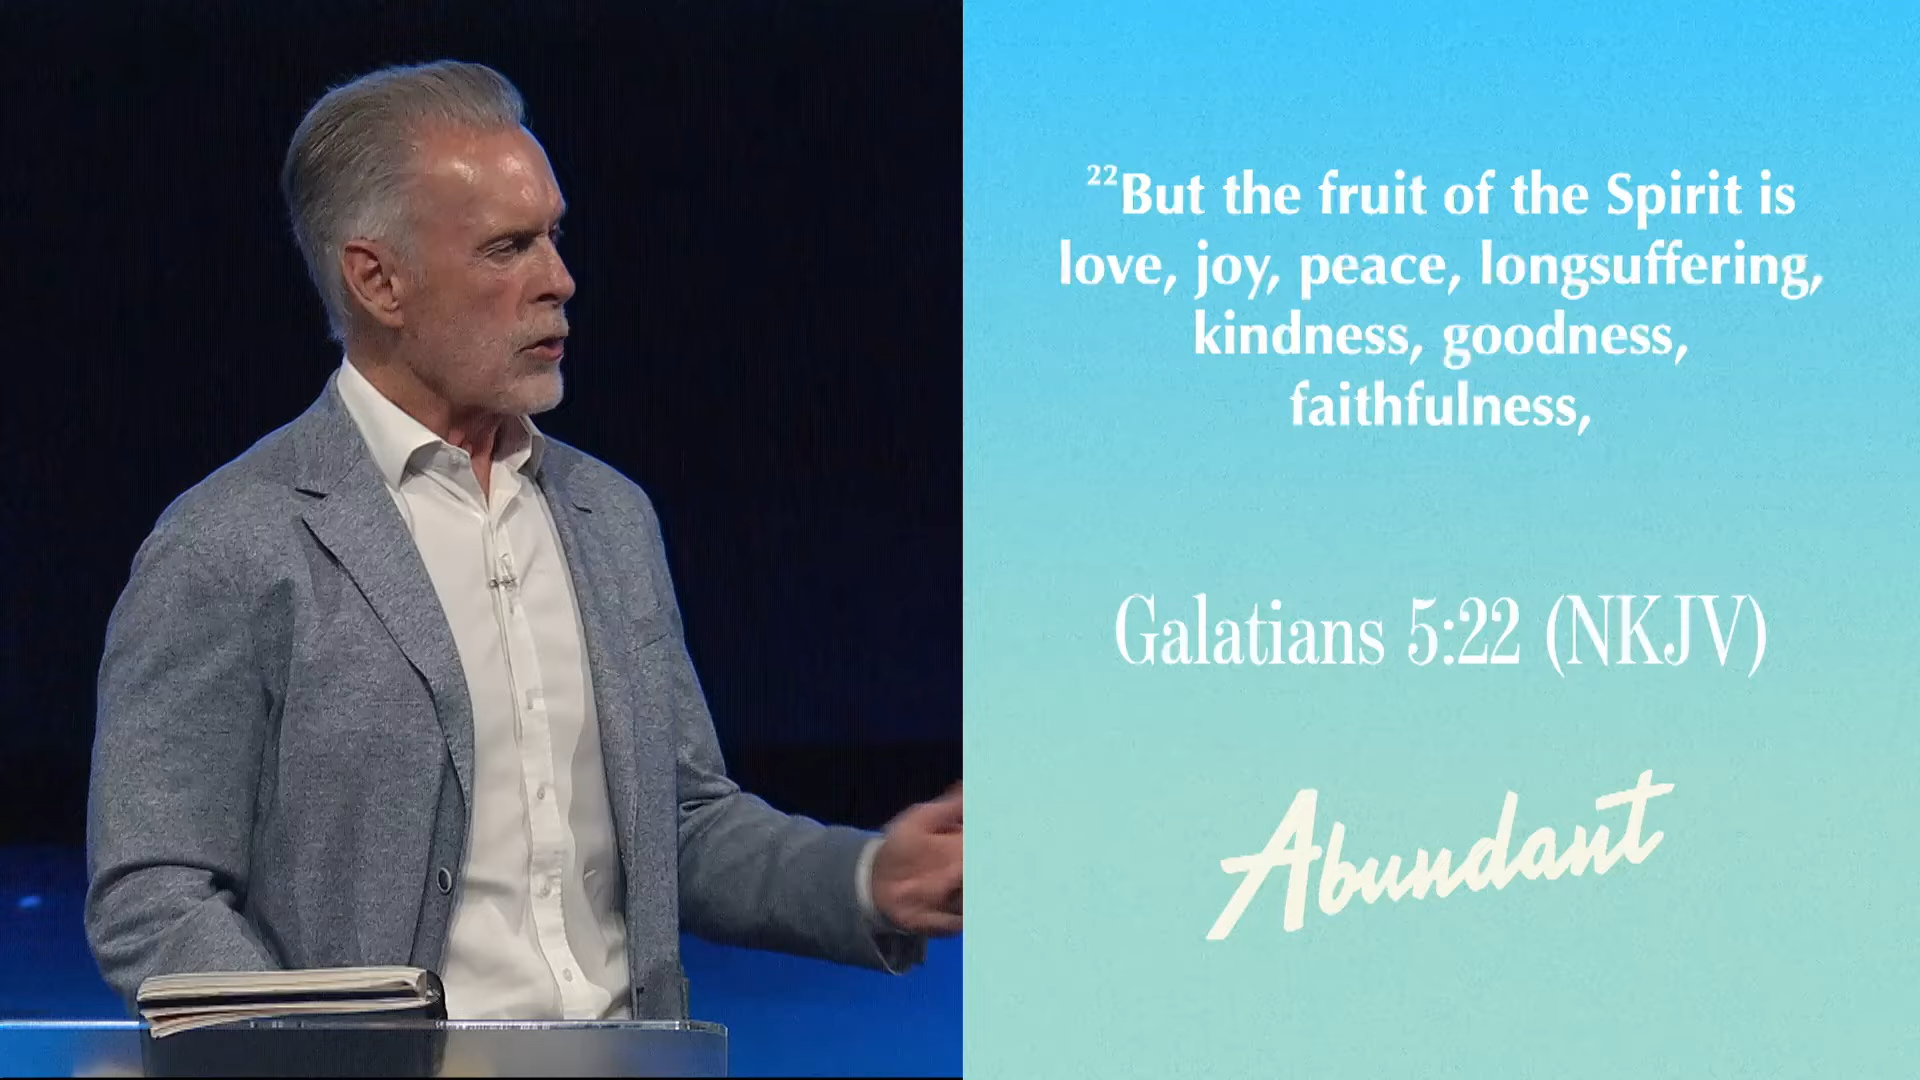 ²²But the fruit of the Spirit is
love, joy, peace, longsuffering,
kindness, goodness,
faithfulness,
Galatians 5:22 (NKJV)
Abundant